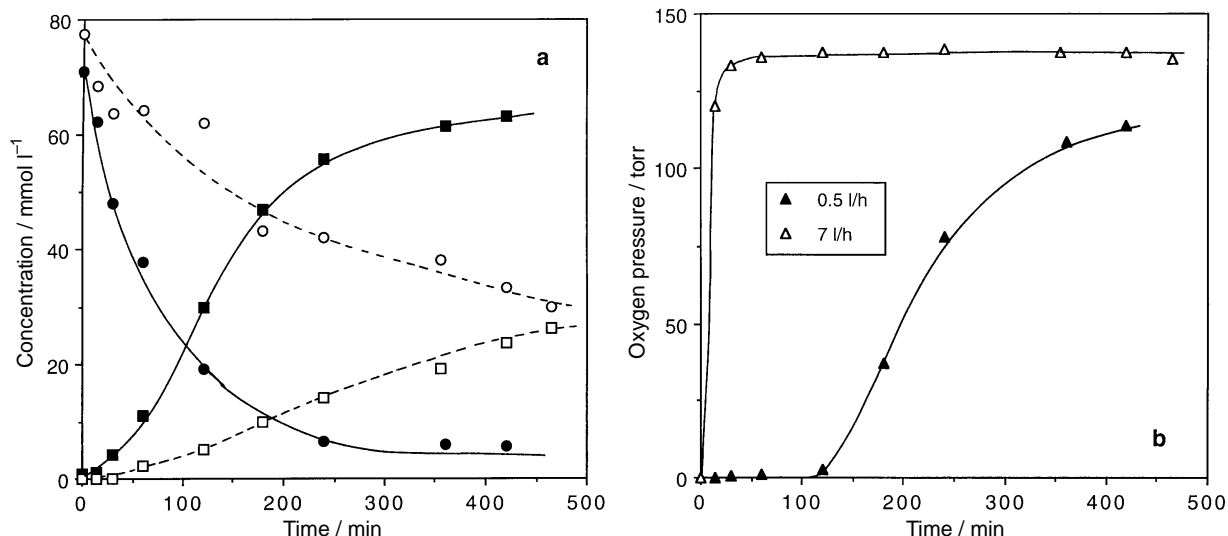 a
80
60
40
20
0
Concentration / mmol l⁻¹
0 100 200 300 400 500
Time / min
150
100
50
0
Oxygen pressure / torr
0.5 l/h
7 l/h
b
0 100 200 300 400 500
Time / min